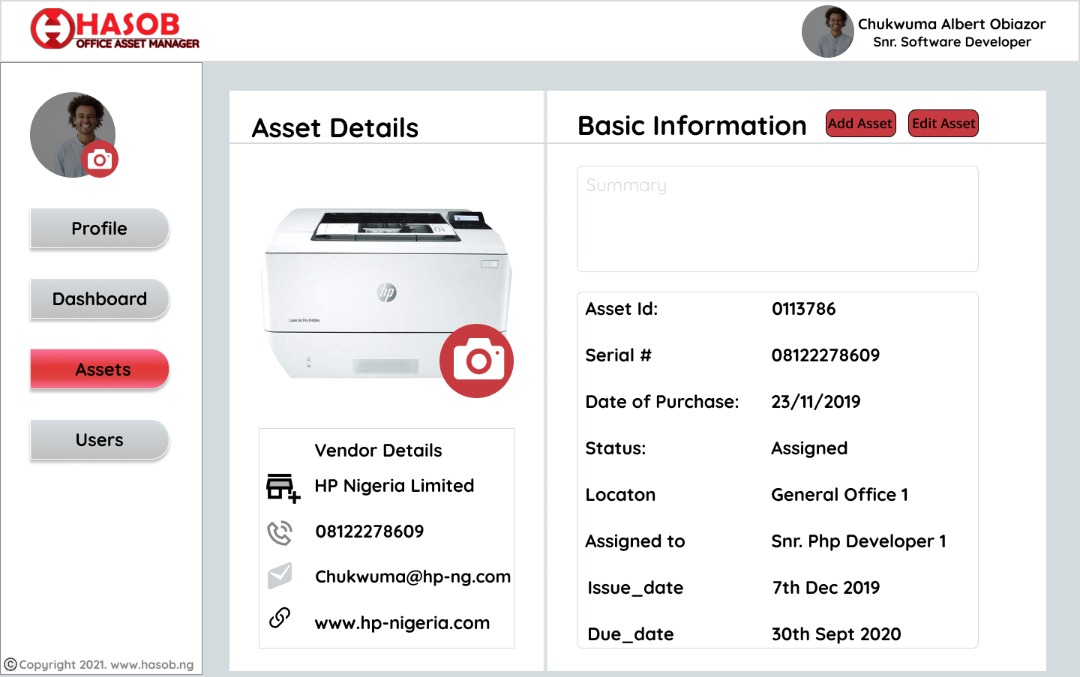 HASOB
OFFICE ASSET MANAGER
Chukwuma Albert Obiazor
Snr. Software Developer
Profile
Dashboard
Assets
Users
© Copyright 2021. www.hasob.ng
Asset Details
hp
Vendor Details
HP Nigeria Limited
08122278609
Chukwuma@hp-ng.com
www.hp-nigeria.com
Basic Information
Add Asset
Edit Asset
Summary
Asset Id: 0113786
Serial # 08122278609
Date of Purchase: 23/11/2019
Status: Assigned
Locaton General Office 1
Assigned to Snr. Php Developer 1
Issue_date 7th Dec 2019
Due_date 30th Sept 2020